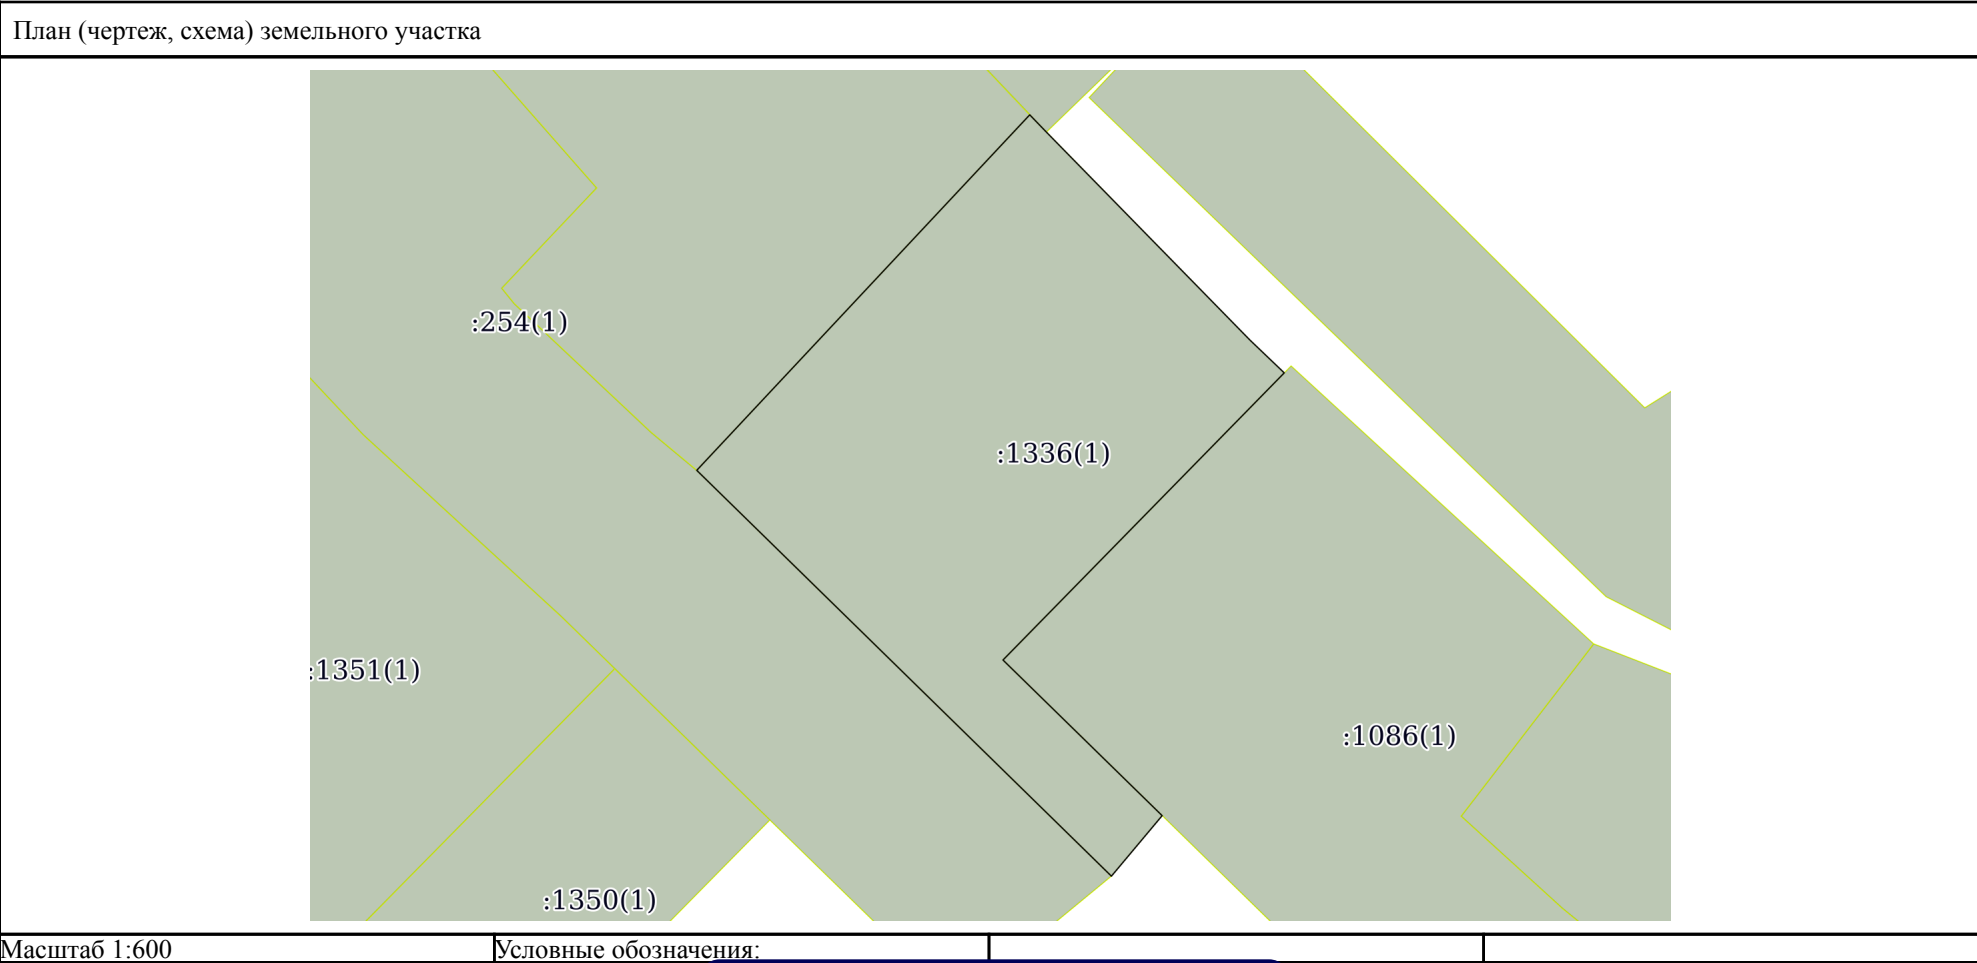 План (чертеж, схема) земельного участка
:254(1)
:1336(1)
:1351(1)
:1086(1)
:1350(1)
Масштаб 1:600
Условные обозначения: